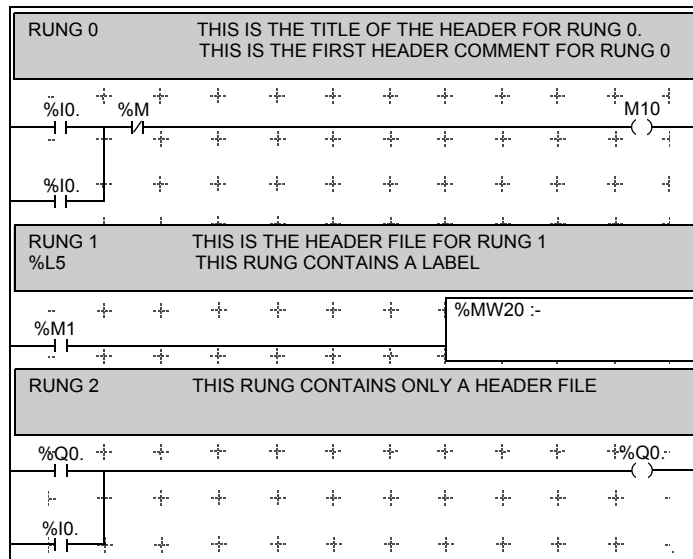 RUNG 0 THIS IS THE TITLE OF THE HEADER FOR RUNG 0.
THIS IS THE FIRST HEADER COMMENT FOR RUNG 0
%I0. %M M10
%I0.
RUNG 1 THIS IS THE HEADER FILE FOR RUNG 1
%L5 THIS RUNG CONTAINS A LABEL
%M1 %MW20 :-
RUNG 2 THIS RUNG CONTAINS ONLY A HEADER FILE
%Q0. %Q0.
%I0.